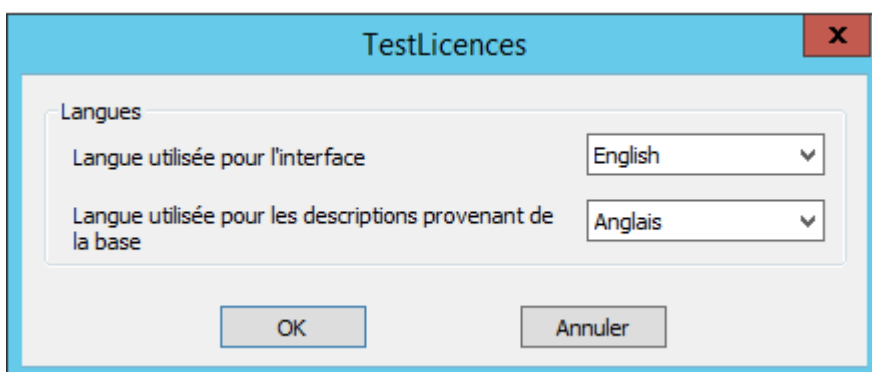 TestLicences
x
Langues
Langue utilisée pour l'interface
English
Langue utilisée pour les descriptions provenant de
la base
Anglais
OK
Annuler